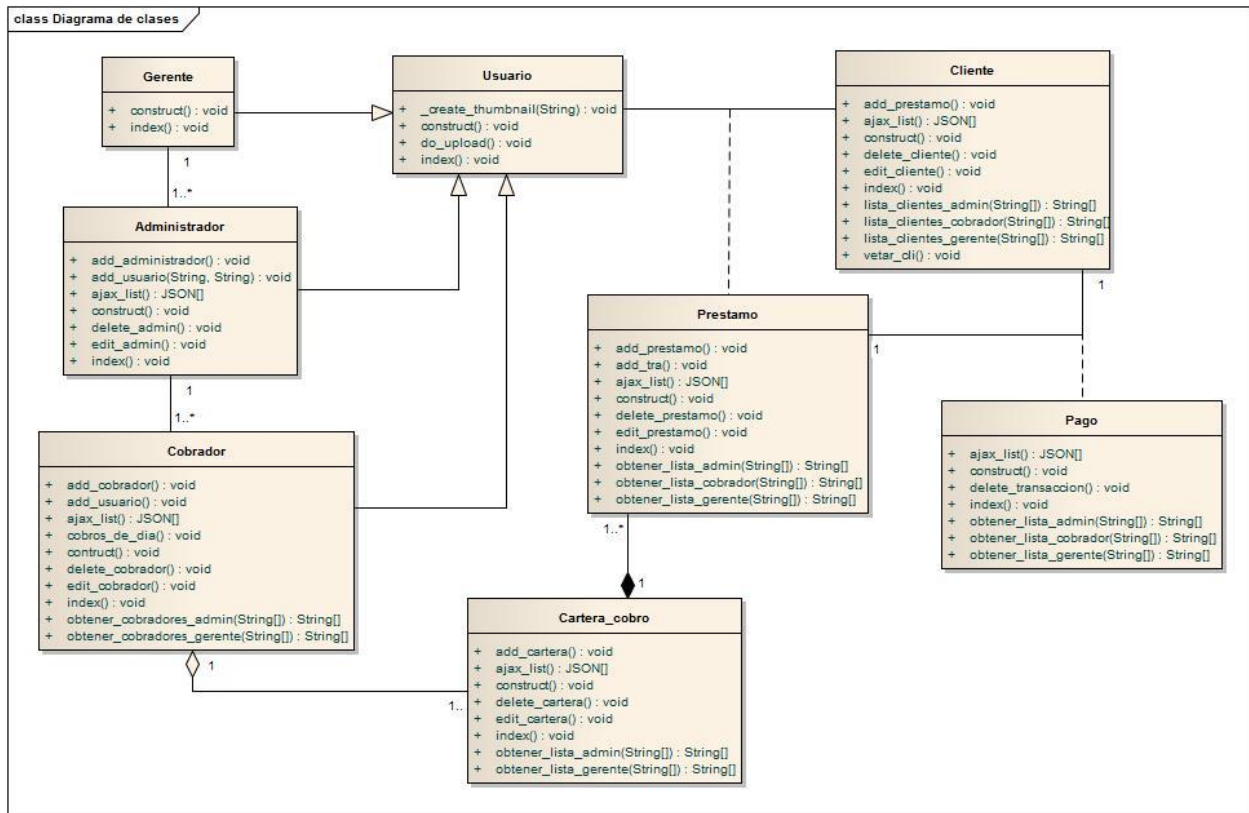 class Diagrama de clases
Gerente
+ construct() : void
+ index() : void
1
1..*
Usuario
+ _create_thumbnail(String) : void
+ construct() : void
+ do_upload() : void
+ index() : void
Cliente
+ add_prestamo() : void
+ ajax_list() : JSON[]
+ construct() : void
+ delete_cliente() : void
+ edit_cliente() : void
+ index() : void
+ lista_clientes_admin(String[]) : String[]
+ lista_clientes_cobrador(String[]) : String[]
+ lista_clientes_gerente(String[]) : String[]
+ vetar_cli() : void
1
1
Administrador
+ add_administrador() : void
+ add_usuario(String, String) : void
+ ajax_list() : JSON[]
+ construct() : void
+ delete_admin() : void
+ edit_admin() : void
+ index() : void
1
1..*
Prestamo
+ add_prestamo() : void
+ add_tra() : void
+ ajax_list() : JSON[]
+ construct() : void
+ delete_prestamo() : void
+ edit_prestamo() : void
+ index() : void
+ obtener_lista_admin(String[]) : String[]
+ obtener_lista_cobrador(String[]) : String[]
+ obtener_lista_gerente(String[]) : String[]
1..*
1
Pago
+ ajax_list() : JSON[]
+ construct() : void
+ delete_transaccion() : void
+ index() : void
+ obtener_lista_admin(String[]) : String[]
+ obtener_lista_cobrador(String[]) : String[]
+ obtener_lista_gerente(String[]) : String[]
Cobrador
+ add_cobrador() : void
+ add_usuario() : void
+ ajax_list() : JSON[]
+ cobros_de_dia() : void
+ contruct() : void
+ delete_cobrador() : void
+ edit_cobrador() : void
+ index() : void
+ obtener_cobradores_admin(String[]) : String[]
+ obtener_cobradores_gerente(String[]) : String[]
1
1..
Cartera_cobro
+ add_cartera() : void
+ ajax_list() : JSON[]
+ construct() : void
+ delete_cartera() : void
+ edit_cartera() : void
+ index() : void
+ obtener_lista_admin(String[]) : String[]
+ obtener_lista_gerente(String[]) : String[]